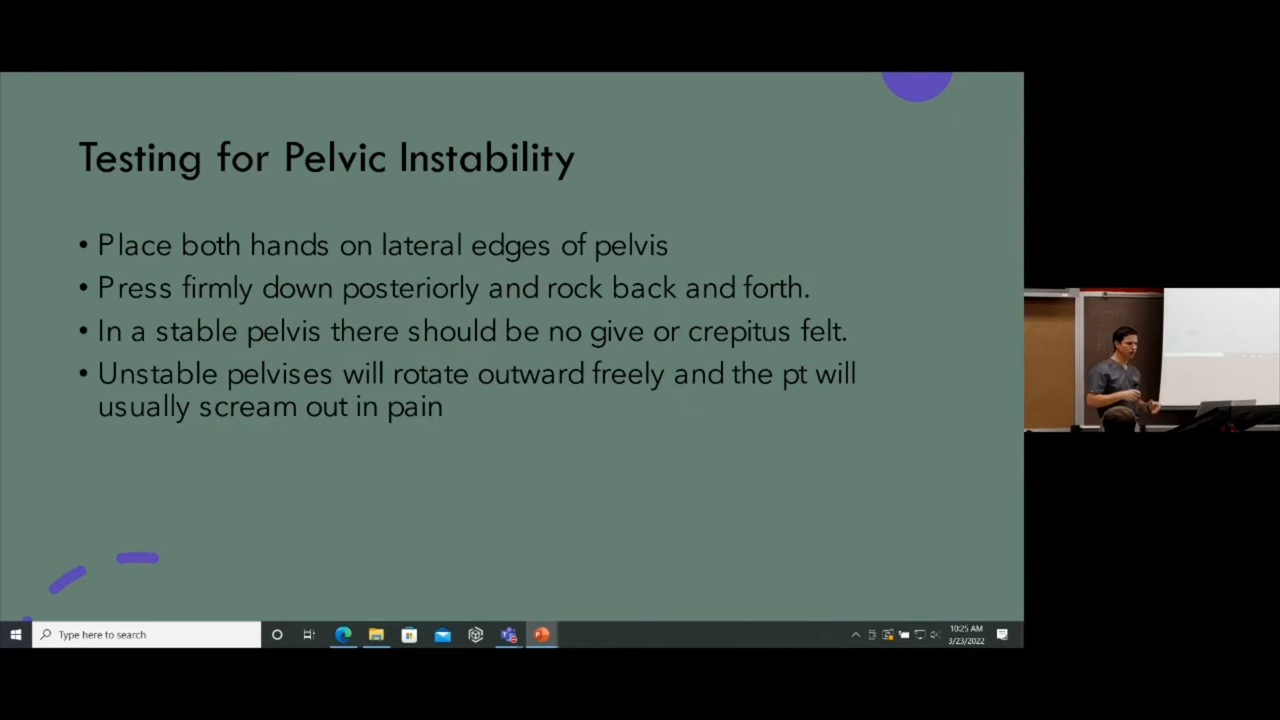 Testing for Pelvic Instability
• Place both hands on lateral edges of pelvis
• Press firmly down posteriorly and rock back and forth.
• In a stable pelvis there should be no give or crepitus felt.
• Unstable pelvises will rotate outward freely and the pt will
usually scream out in pain
Type here to search
10:25 AM
3/23/2022